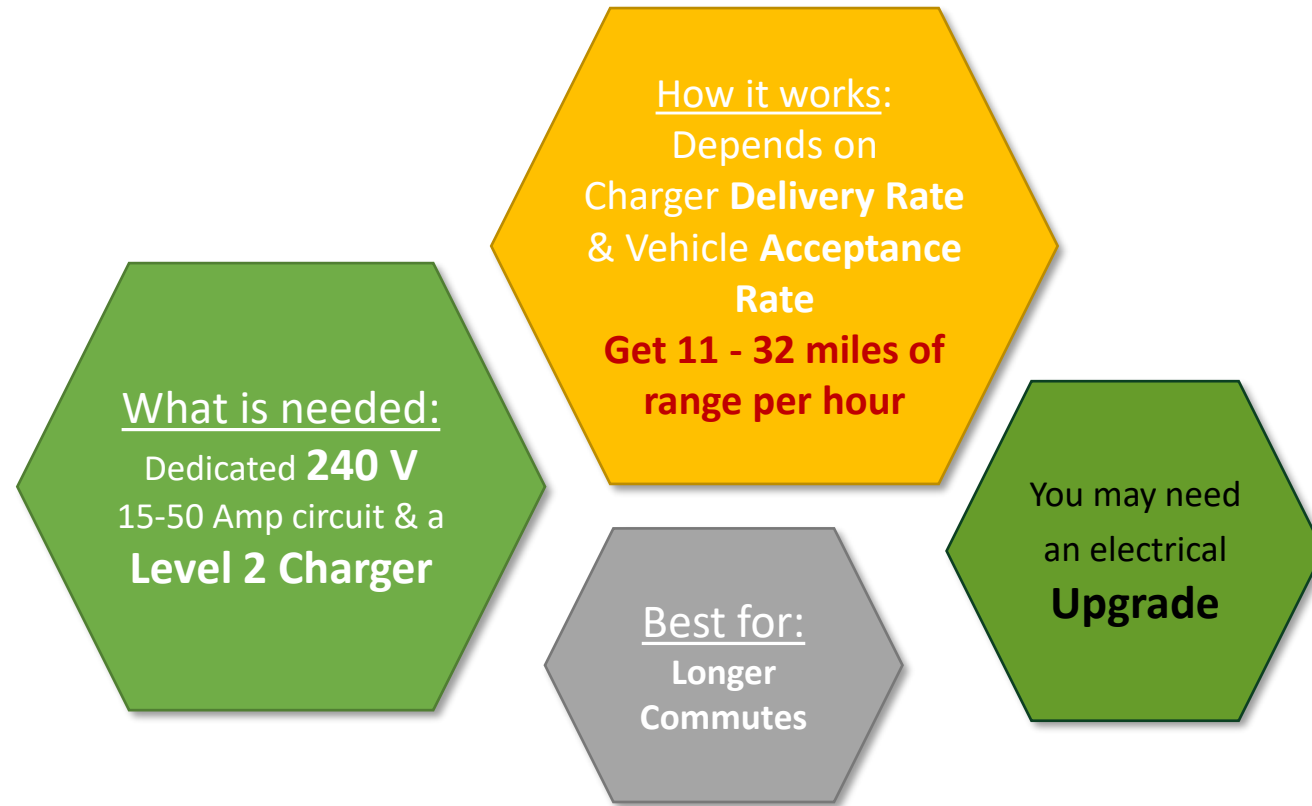 How it works:
Depends on
Charger Delivery Rate
& Vehicle Acceptance
Rate
Get 11 - 32 miles of
range per hour
What is needed:
Dedicated 240 V
15-50 Amp circuit & a
Level 2 Charger
You may need
an electrical
Upgrade
Best for:
Longer
Commutes